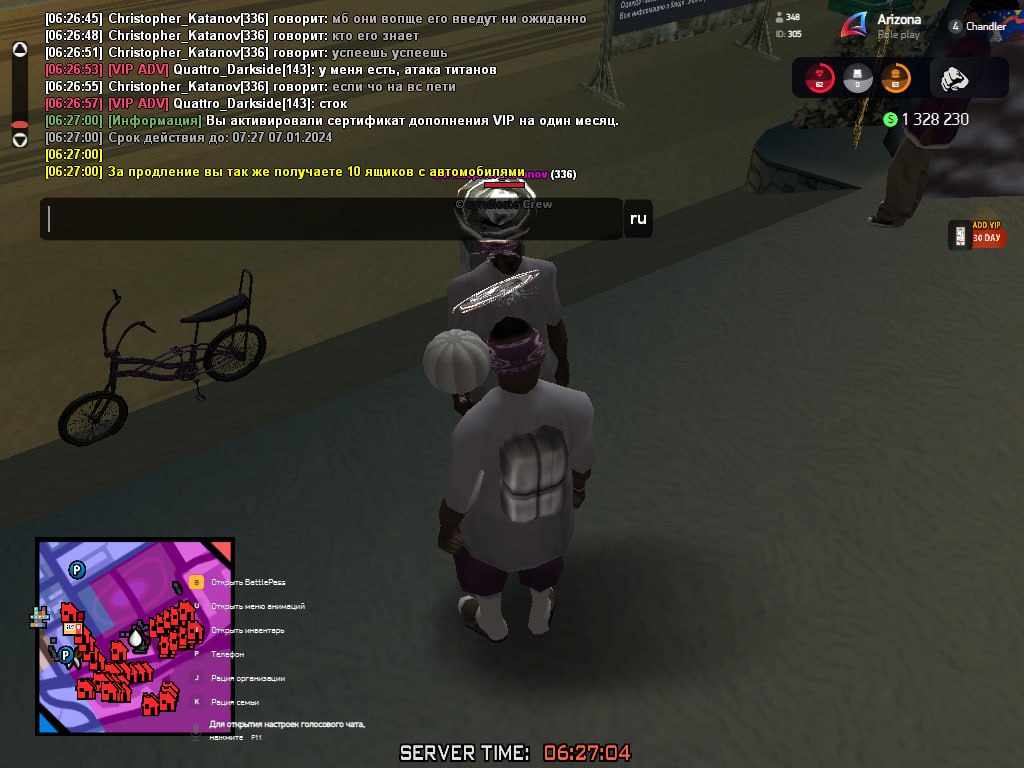 [06:26:45] Christopher_Katanov[336] говорит: мб они вопще его введут ни ожиданно
[06:26:48] Christopher_Katanov[336] говорит: кто его знает
[06:26:51] Christopher_Katanov[336] говорит: успеешь успеешь
[06:26:53] [VIP ADV] Quattro_Darkside[143]: у меня есть, атака титанов
[06:26:55] Christopher_Katanov[336] говорит: если чо на вс лети
[06:26:57] [VIP ADV] Quattro_Darkside[143]: сток
[06:27:00] [Информация] Вы активировали сертификат дополнения VIP на один месяц.
[06:27:00] Срок действия до: 07:27 07.01.2024
[06:27:00]
[06:27:00] За продление вы так же получаете 10 ящиков с автомобилями
nov (336)
Crew
ru
348
ID: 305
Arizona
Role play
4 Chandler
62
0
63
S 1 328 230
ADD VIP
30 DAY
P
P
B Открыть BattlePass
U Открыть меню анимаций
Открыть инвентарь
P Телефон
J Рация организации
K Рация семьи
Для открытия настроек голосового чата,
нажмите F11
SERVER TIME: 06:27:04